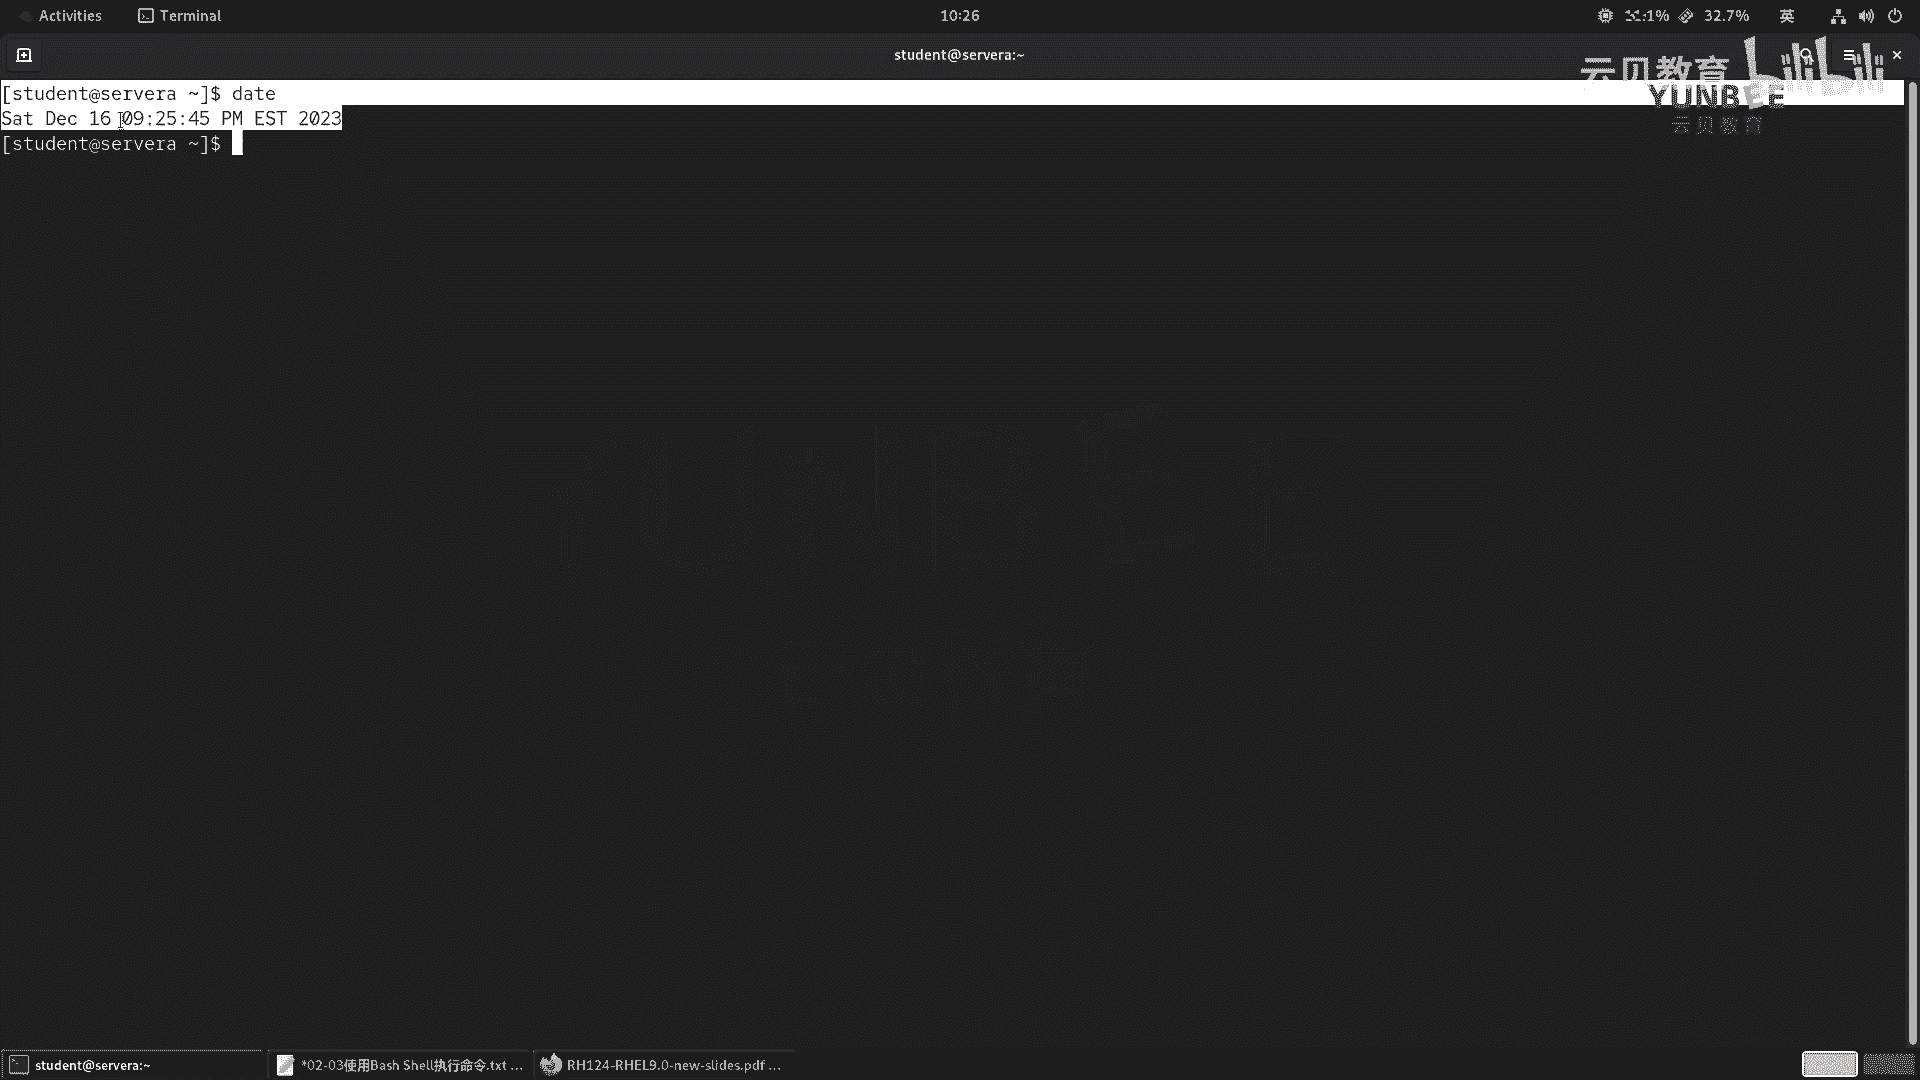 Activities Terminal 10:26 32.7% 英
student@servera:~
云贝教育 bilibili
YUNBEE
云贝教育
[student@servera ~]$ date
Sat Dec 16 09:25:45 PM EST 2023
[student@servera ~]$
student@servera:~ *02-03使用Bash Shell执行命令.txt ... RH124-RHEL9.0-new-slides.pdf ...